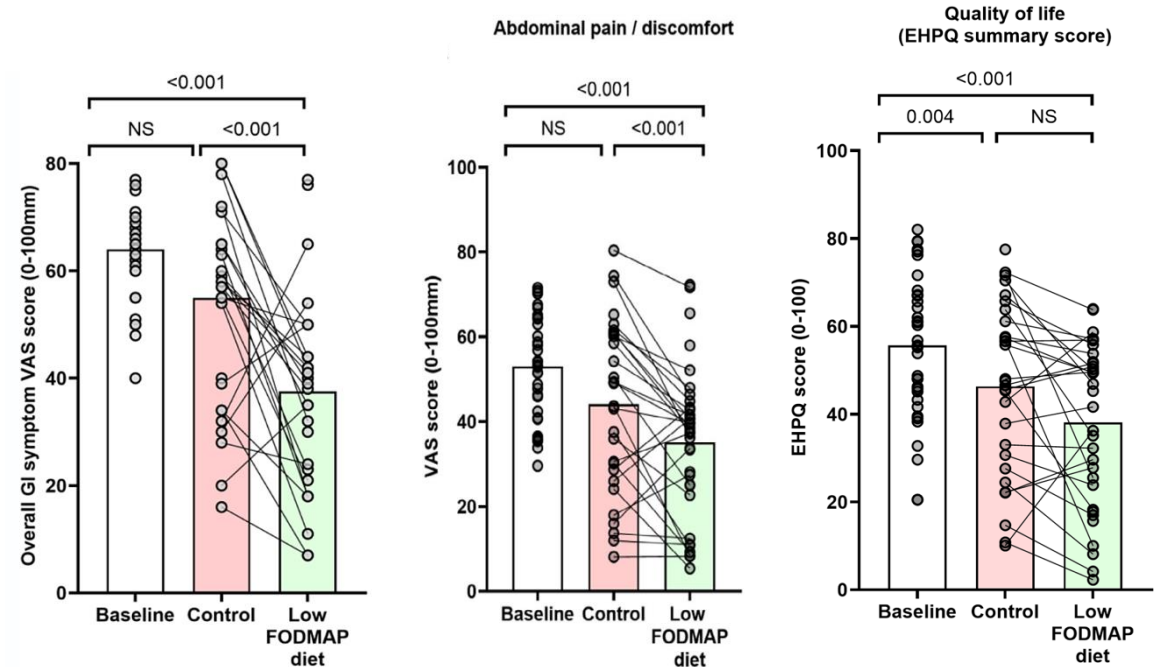 <0.001
NS
<0.001
Overall GI symptom VAS score (0-100mm)
80
60
40
20
0
Baseline
Control
Low
FODMAP
diet
Abdominal pain / discomfort
<0.001
NS
<0.001
VAS score (0-100mm)
100
80
60
40
20
0
Baseline
Control
Low
FODMAP
diet
Quality of life
(EHPQ summary score)
<0.001
0.004
NS
EHPQ score (0-100)
100
80
60
40
20
0
Baseline
Control
Low
FODMAP
diet